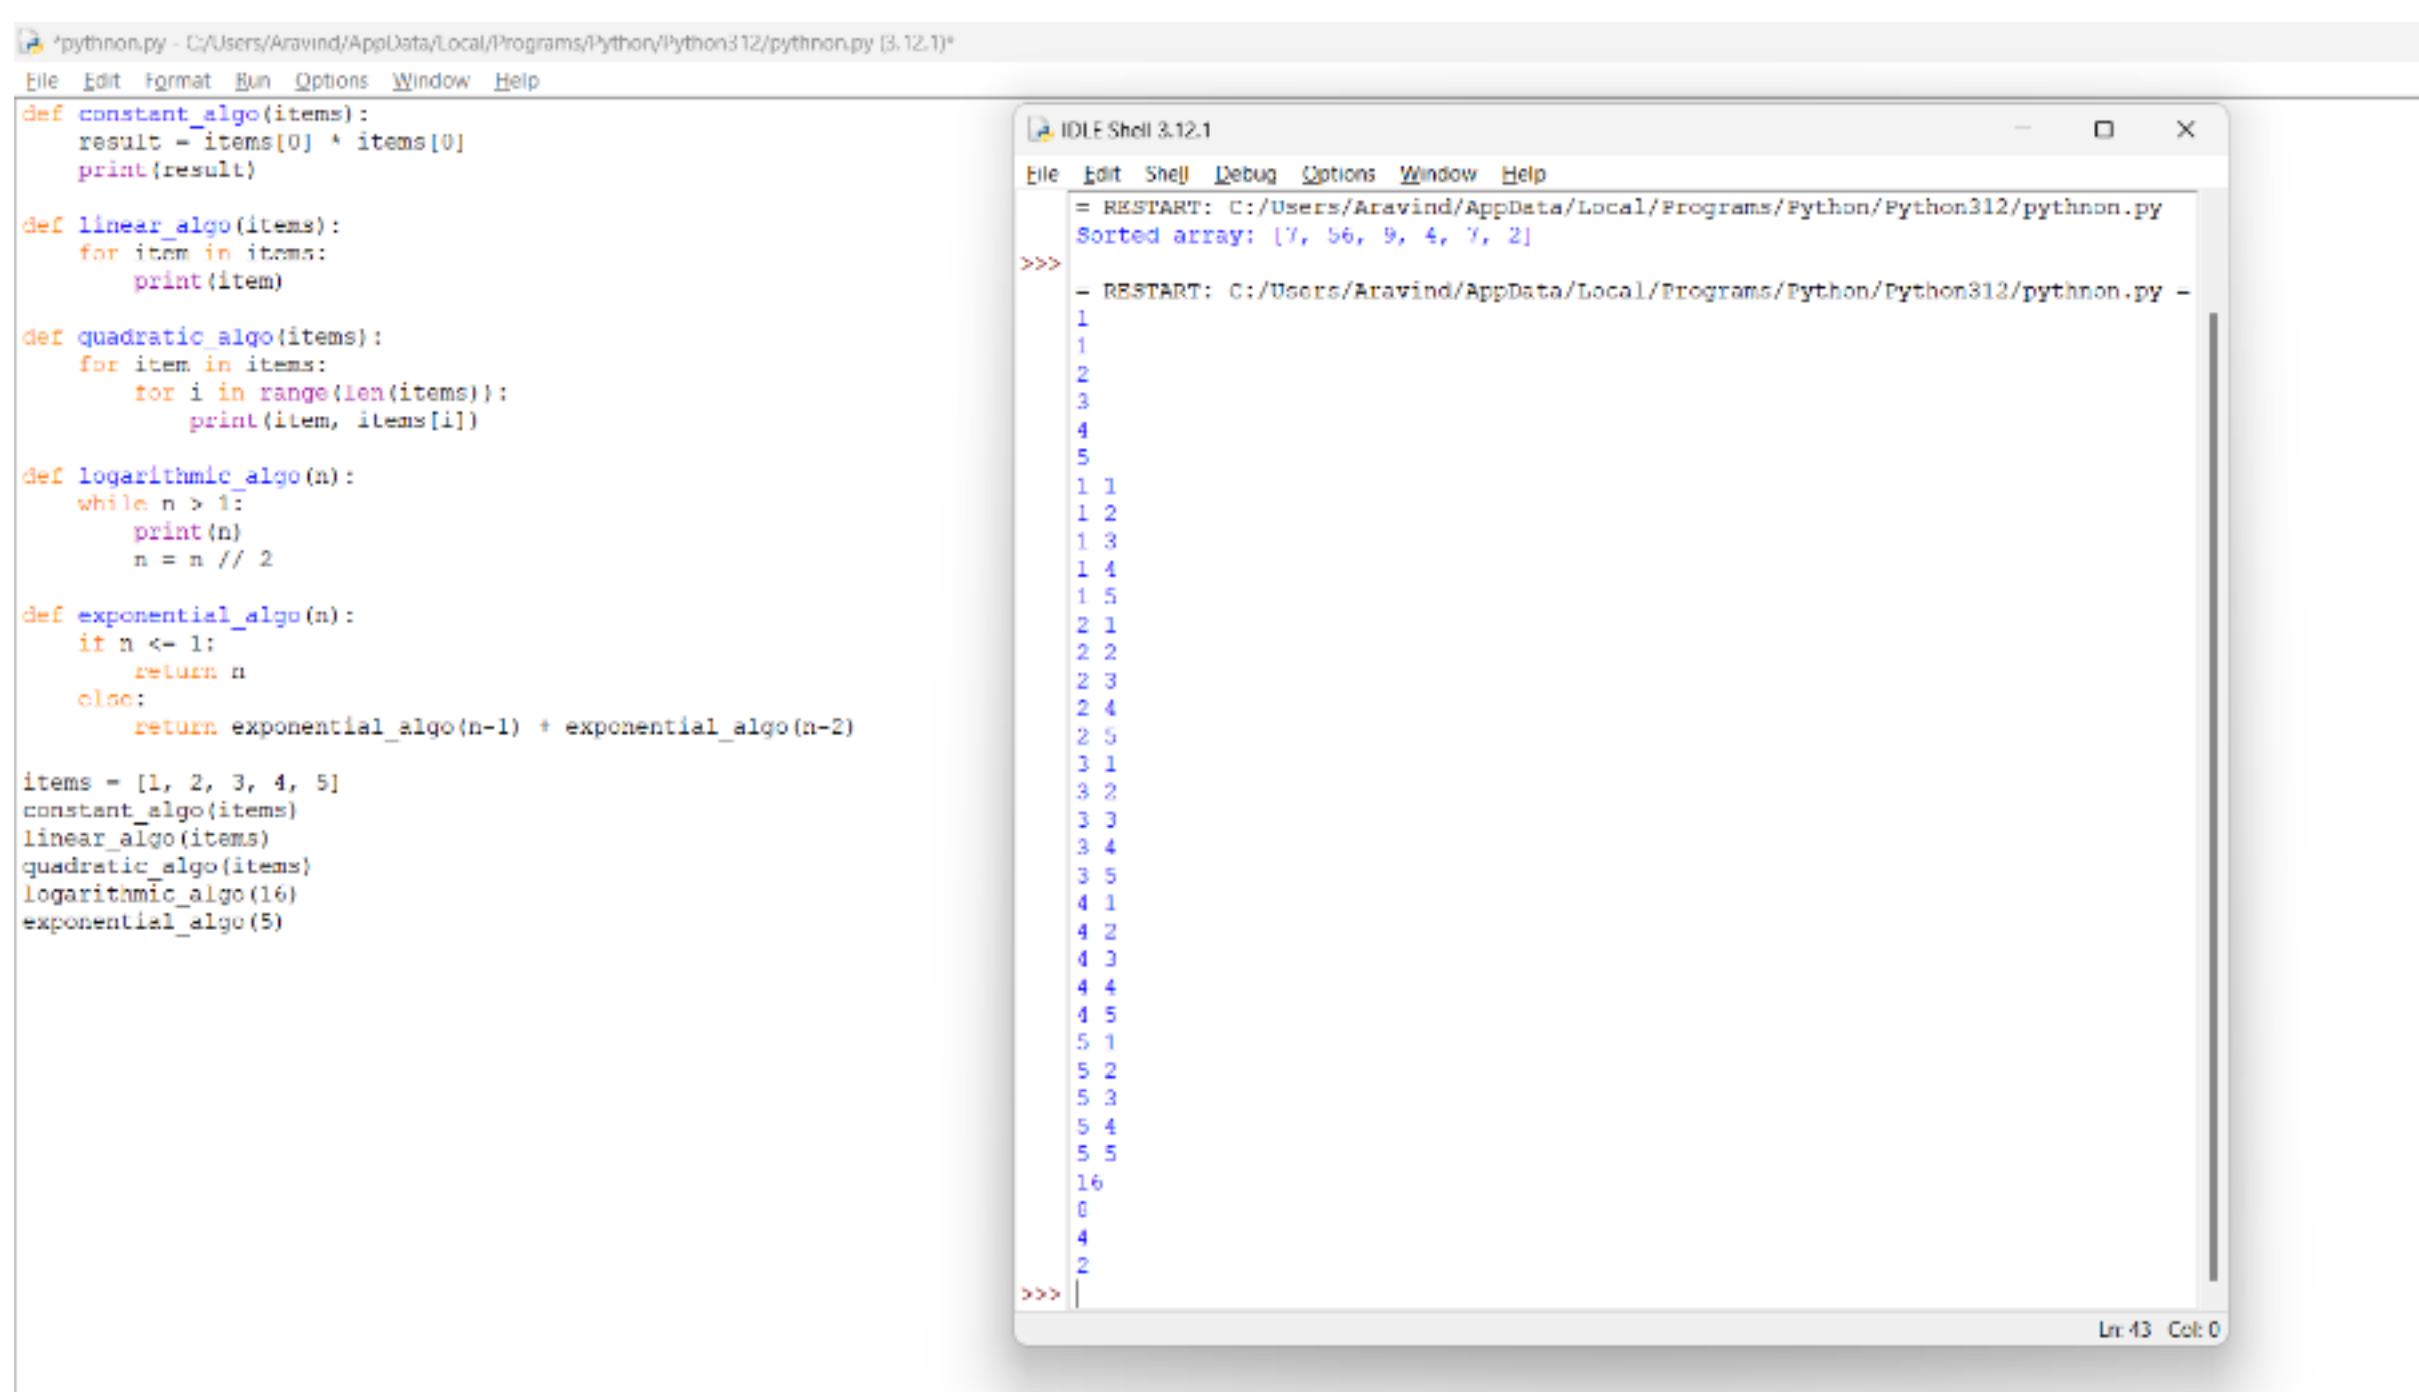 *pythnon.py - C:/Users/Aravind/AppData/Local/Programs/Python/Python312/pythnon.py (3.12.1)*
File Edit Format Run Options Window Help
def constant_algo(items):
    result = items[0] * items[0]
    print(result)
def linear_algo(items):
    for item in items:
        print(item)
def quadratic_algo(items):
    for item in items:
        for i in range(len(items)):
            print(item, items[i])
def logarithmic_algo(n):
    while n > 1:
        print(n)
        n = n // 2
def exponential_algo(n):
    if n <= 1:
        return n
    else:
        return exponential_algo(n-1) + exponential_algo(n-2)
items = [1, 2, 3, 4, 5]
constant_algo(items)
linear_algo(items)
quadratic_algo(items)
logarithmic_algo(16)
exponential_algo(5)
IDLE Shell 3.12.1
File Edit Shell Debug Options Window Help
= RESTART: C:/Users/Aravind/AppData/Local/Programs/Python/Python312/pythnon.py
Sorted array: [7, 56, 9, 4, 7, 2]
>>>
= RESTART: C:/Users/Aravind/AppData/Local/Programs/Python/Python312/pythnon.py =
1
1
2
3
4
5
1 1
1 2
1 3
1 4
1 5
2 1
2 2
2 3
2 4
2 5
3 1
3 2
3 3
3 4
3 5
4 1
4 2
4 3
4 4
4 5
5 1
5 2
5 3
5 4
5 5
16
8
4
2
>>>
Ln: 43 Col: 0